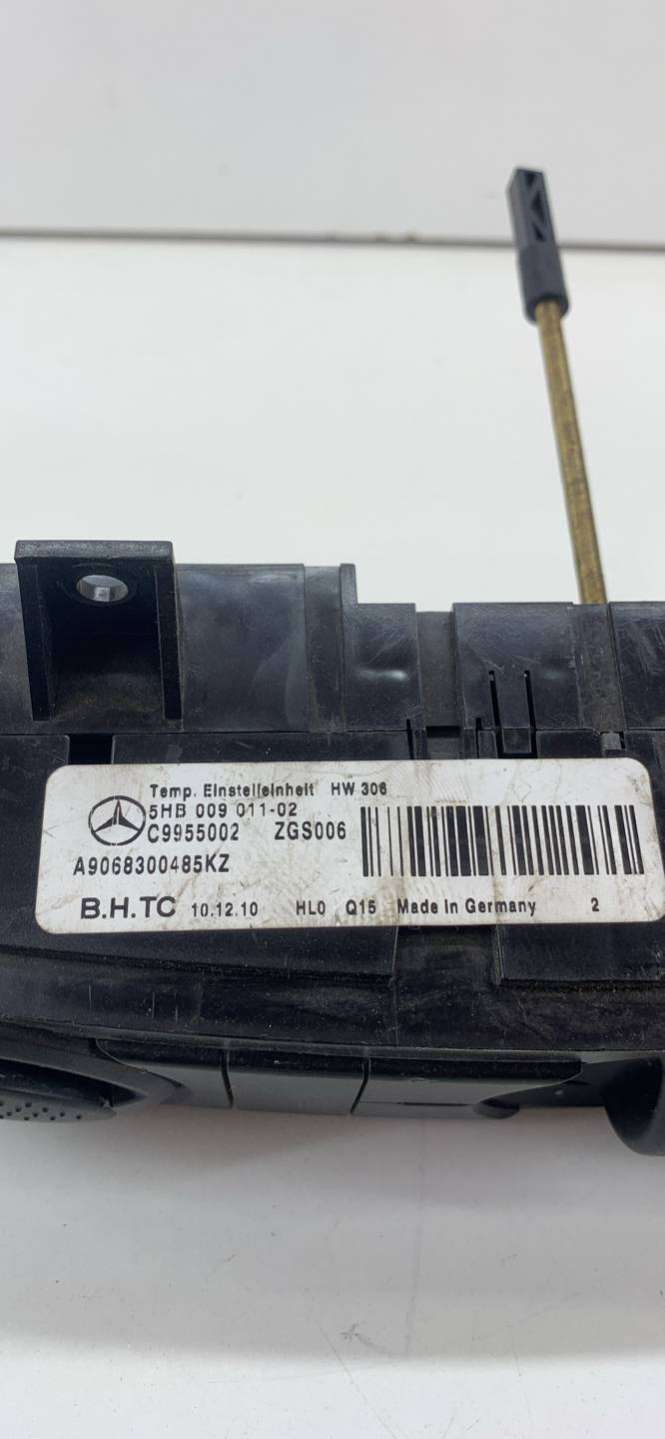 Temp. Einstelleinheit HW 306
5HB 009 011-02
C9955002 ZGS006
A9068300485KZ
B.H.TC 10.12.10 HL0 Q15 Made in Germany 2